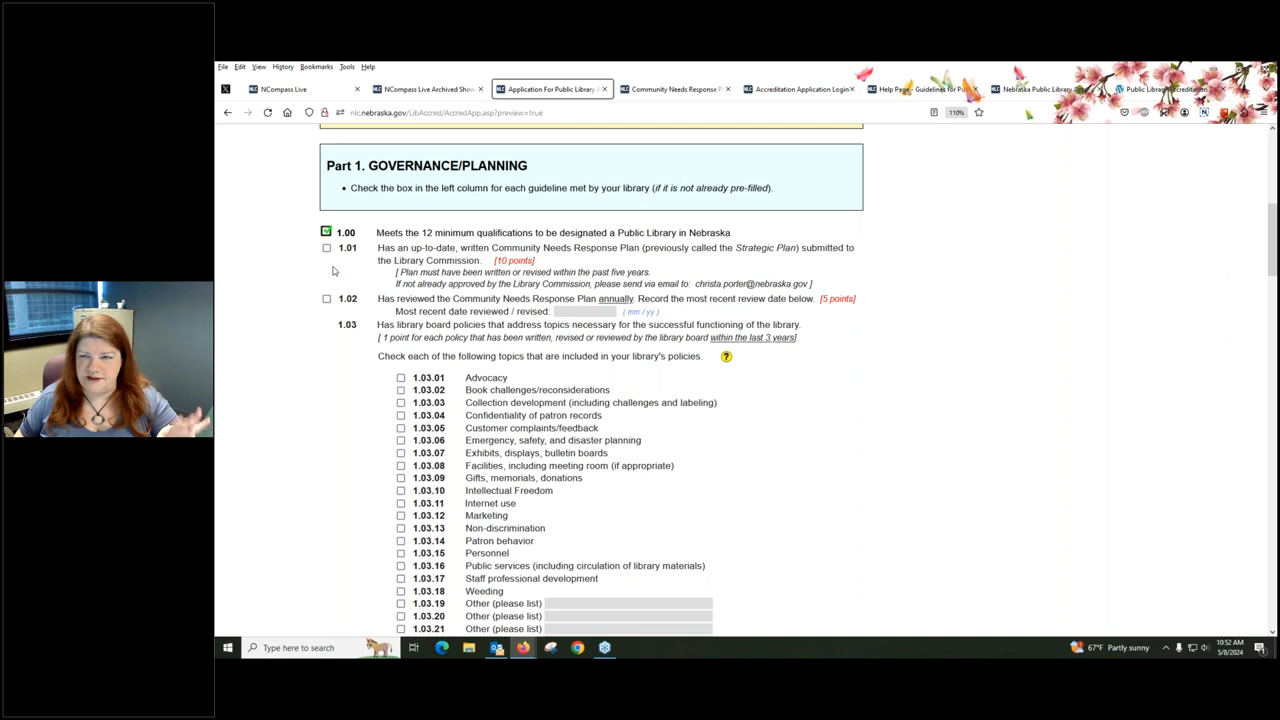 File Edit View History Bookmarks Tools Help
NCompass Live
NCompass Live Archived Show
Application For Public Library
Community Needs Response P
Accreditation Application Login
Help Page - Guidelines for Pu
Nebraska Public Library
Public Library Accreditation
nlc.nebraska.gov/LibAccred/AccredApp.asp?preview=true
110%
Part 1. GOVERNANCE/PLANNING
• Check the box in the left column for each guideline met by your library (if it is not already pre-filled).
1.00 Meets the 12 minimum qualifications to be designated a Public Library in Nebraska
1.01 Has an up-to-date, written Community Needs Response Plan (previously called the Strategic Plan) submitted to
the Library Commission. [10 points]
[ Plan must have been written or revised within the past five years.
If not already approved by the Library Commission, please send via email to: christa.porter@nebraska.gov ]
1.02 Has reviewed the Community Needs Response Plan annually. Record the most recent review date below. [5 points]
Most recent date reviewed / revised: ( mm / yy )
1.03 Has library board policies that address topics necessary for the successful functioning of the library.
[ 1 point for each policy that has been written, revised or reviewed by the library board within the last 3 years]
Check each of the following topics that are included in your library's policies. ?
1.03.01 Advocacy
1.03.02 Book challenges/reconsiderations
1.03.03 Collection development (including challenges and labeling)
1.03.04 Confidentiality of patron records
1.03.05 Customer complaints/feedback
1.03.06 Emergency, safety, and disaster planning
1.03.07 Exhibits, displays, bulletin boards
1.03.08 Facilities, including meeting room (if appropriate)
1.03.09 Gifts, memorials, donations
1.03.10 Intellectual Freedom
1.03.11 Internet use
1.03.12 Marketing
1.03.13 Non-discrimination
1.03.14 Patron behavior
1.03.15 Personnel
1.03.16 Public services (including circulation of library materials)
1.03.17 Staff professional development
1.03.18 Weeding
1.03.19 Other (please list)
1.03.20 Other (please list)
1.03.21 Other (please list)
Type here to search
67°F Partly sunny
10:52 AM
5/8/2024